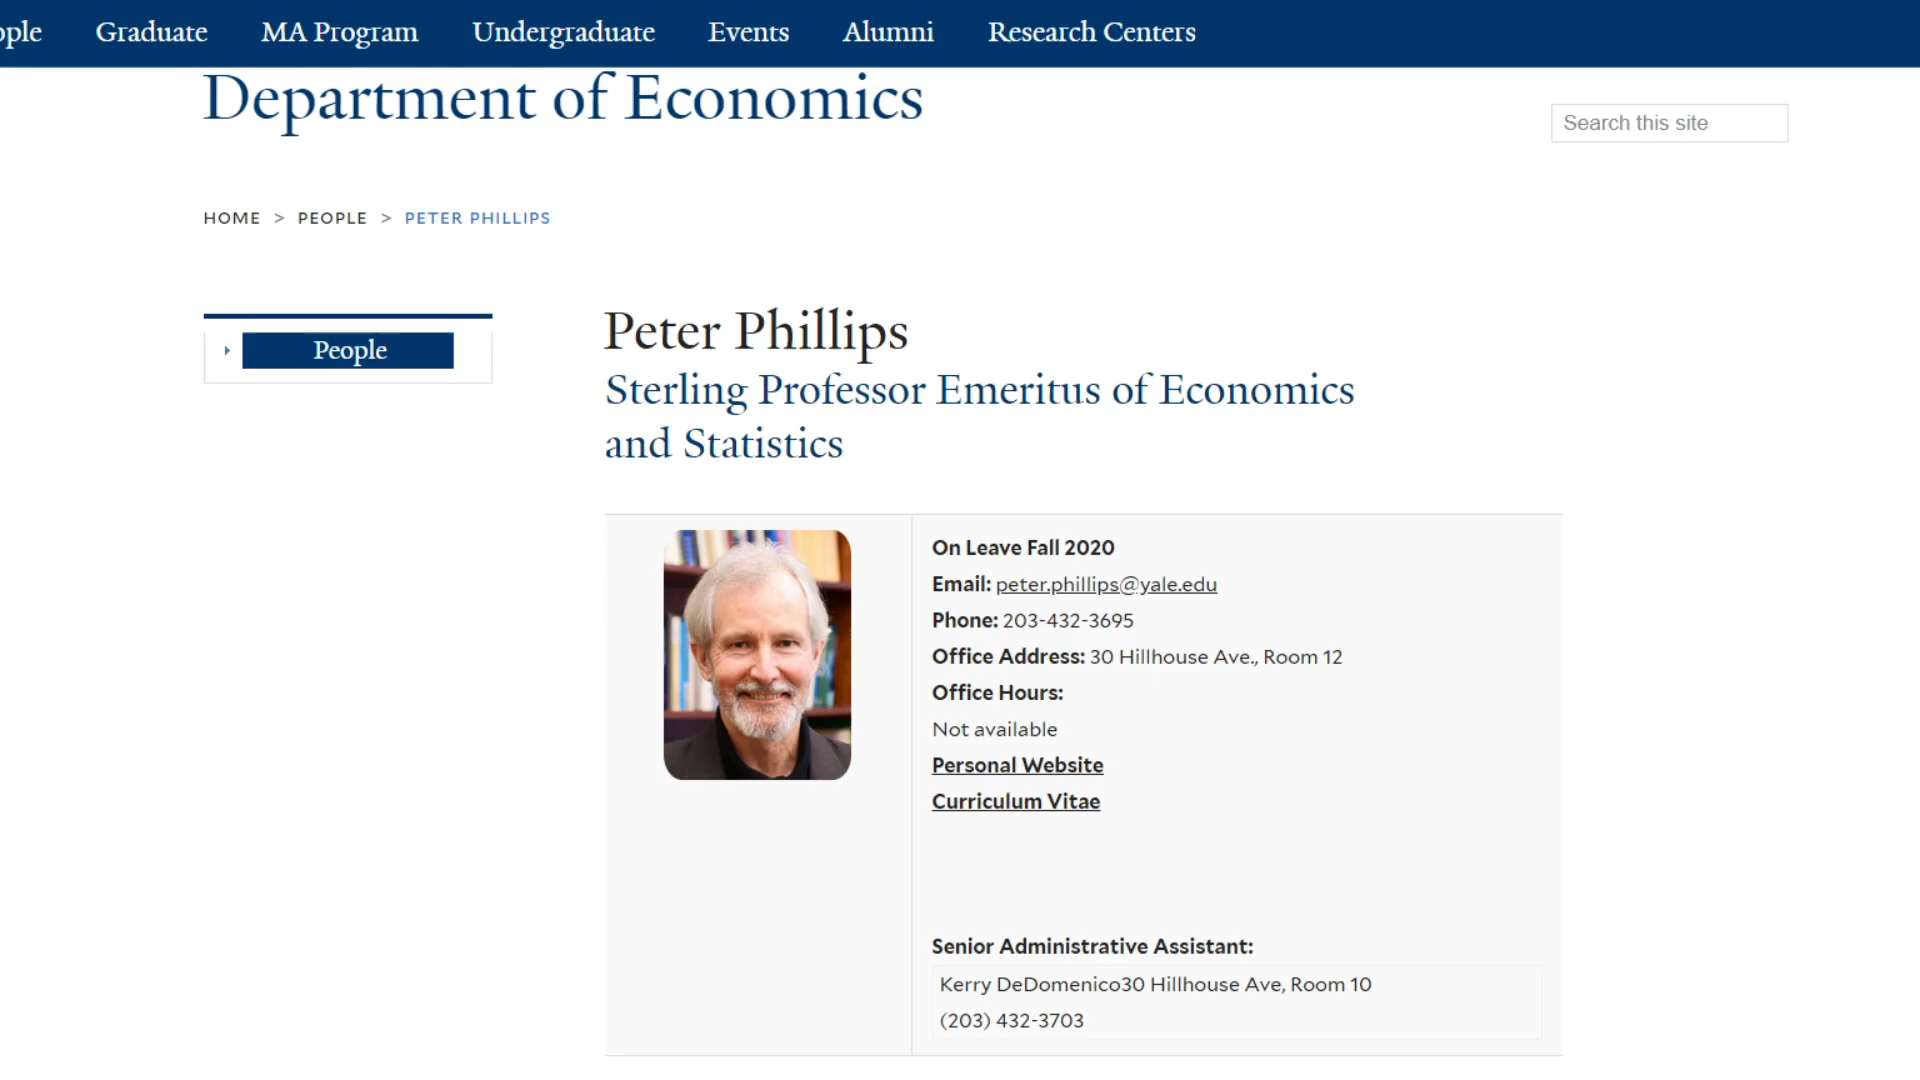 Graduate MA Program Undergraduate Events Alumni Research Centers
Department of Economics
Search this site
HOME > PEOPLE > PETER PHILLIPS
People
Peter Phillips
Sterling Professor Emeritus of Economics
and Statistics
On Leave Fall 2020
Email: peter.phillips@yale.edu
Phone: 203-432-3695
Office Address: 30 Hillhouse Ave., Room 12
Office Hours:
Not available
Personal Website
Curriculum Vitae
Senior Administrative Assistant:
Kerry DeDomenico30 Hillhouse Ave, Room 10
(203) 432-3703